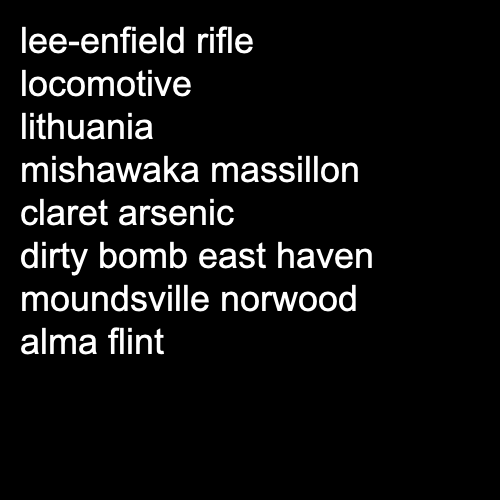 lee-enfield rifle
locomotive
lithuania
mishawaka massillon
claret arsenic
dirty bomb east haven
moundsville norwood
alma flint